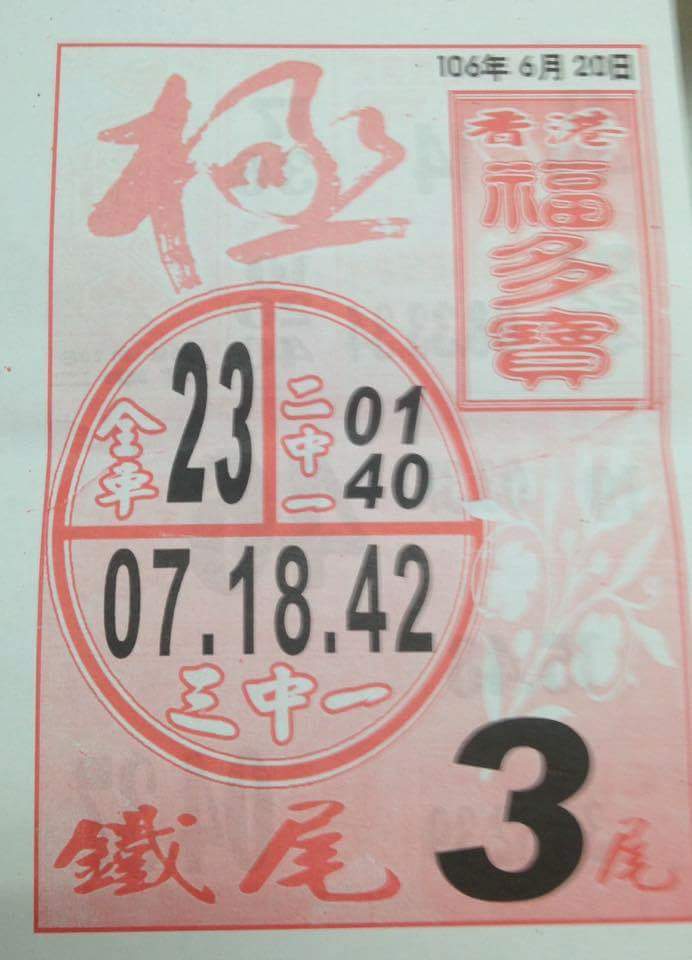 106年 6月 20日
極
香港
福多寶
全車
23
二中一
01
40
07.18.42
三中一
鐵尾 3尾